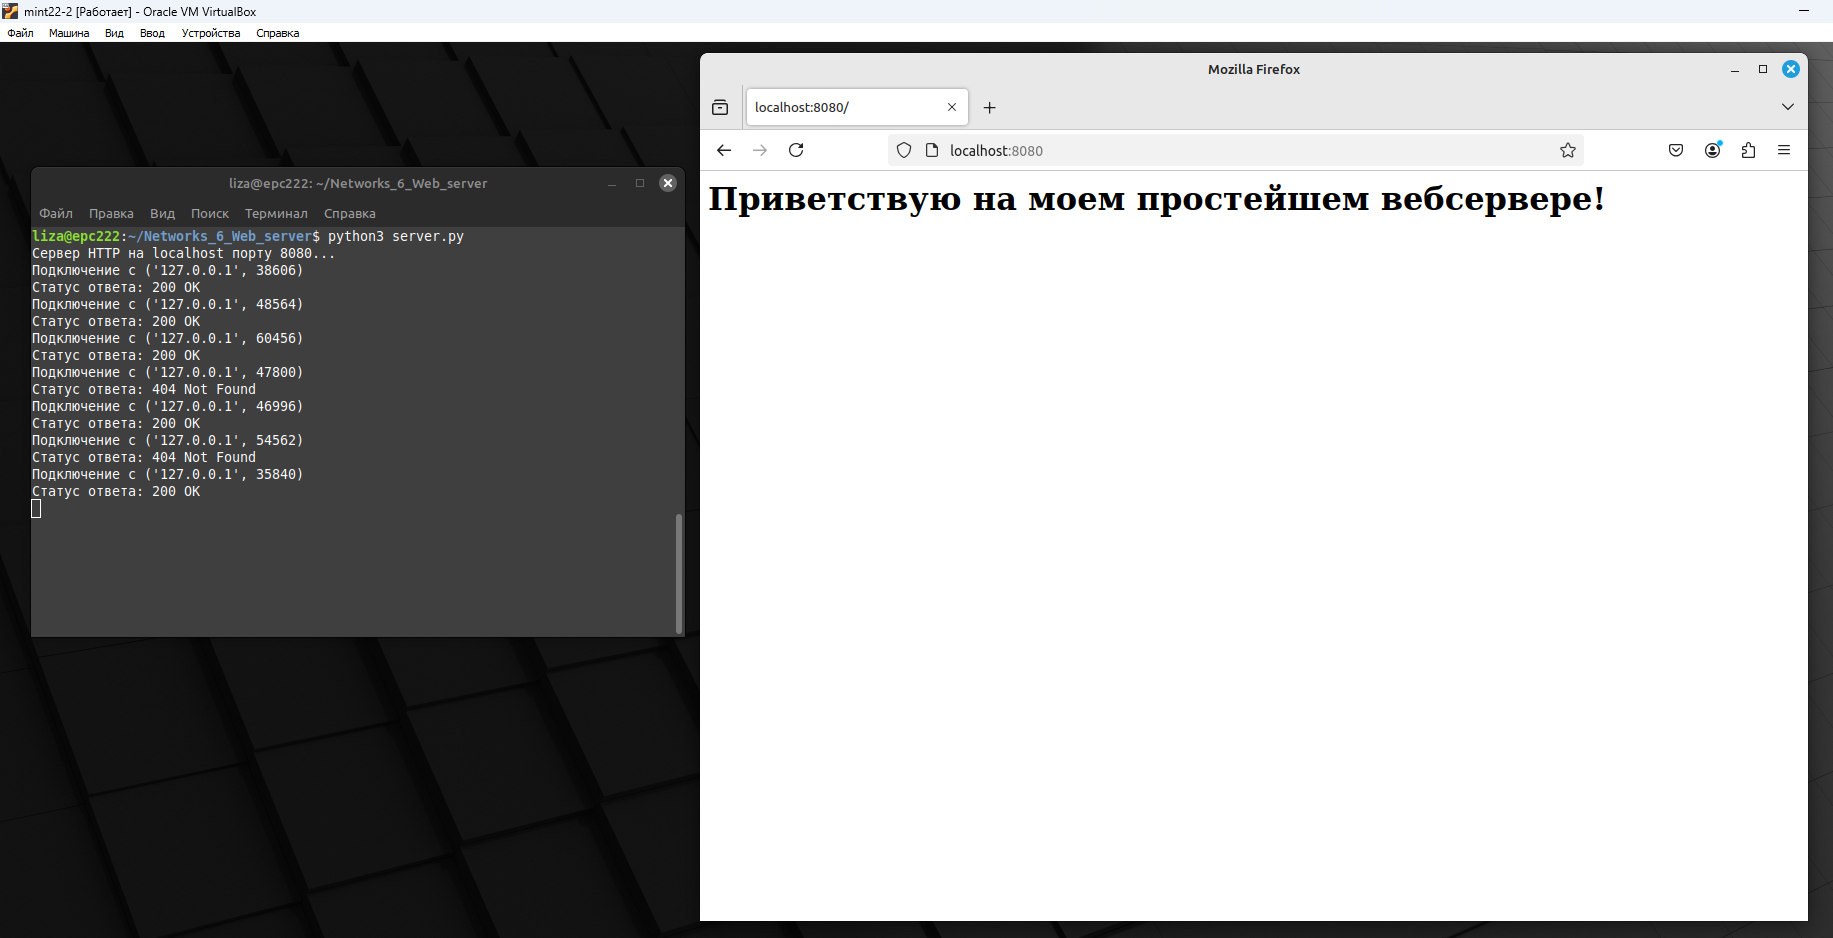 mint22-2 [Работает] - Oracle VM VirtualBox
Файл Машина Вид Ввод Устройства Справка
liza@epc222: ~/Networks_6_Web_server
Файл Правка Вид Поиск Терминал Справка
liza@epc222:~/Networks_6_Web_server$ python3 server.py
Сервер HTTP на localhost порту 8080...
Подключение с ('127.0.0.1', 38606)
Статус ответа: 200 OK
Подключение с ('127.0.0.1', 48564)
Статус ответа: 200 OK
Подключение с ('127.0.0.1', 60456)
Статус ответа: 200 OK
Подключение с ('127.0.0.1', 47800)
Статус ответа: 404 Not Found
Подключение с ('127.0.0.1', 46996)
Статус ответа: 200 OK
Подключение с ('127.0.0.1', 54562)
Статус ответа: 404 Not Found
Подключение с ('127.0.0.1', 35840)
Статус ответа: 200 OK
Mozilla Firefox
localhost:8080/
localhost:8080
Приветствую на моем простейшем вебсервере!